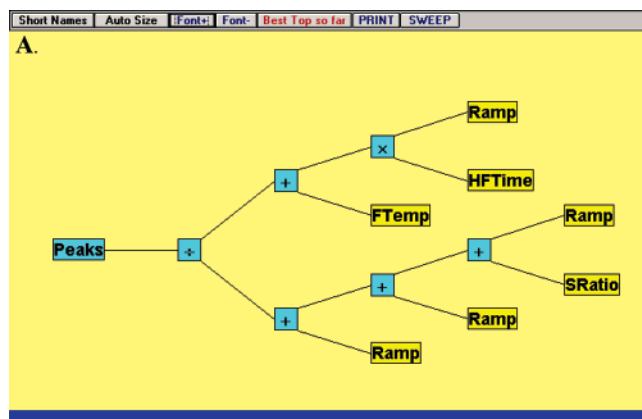 Short Names Auto Size Font+ Font- Best Top so far PRINT SWEEP
A.
Ramp
×
HFTime
+
FTemp
Ramp
Peaks
÷
+
SRatio
+
Ramp
+
Ramp